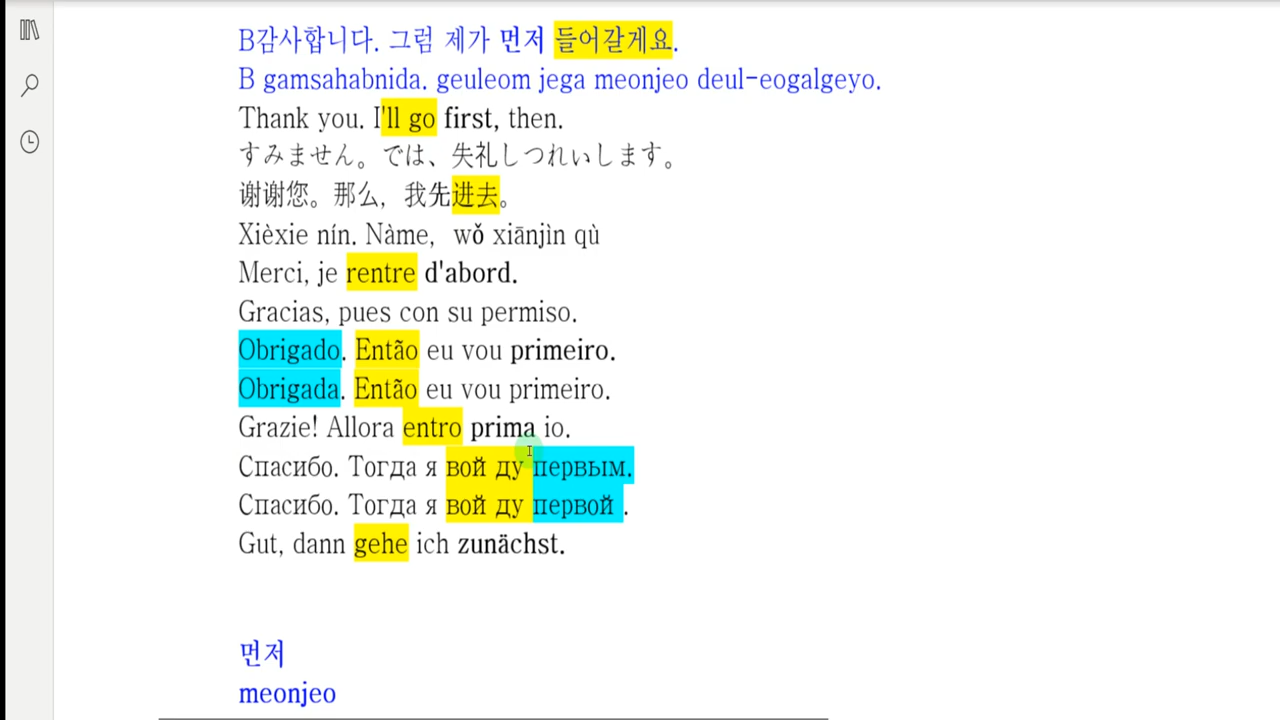 B감사합니다. 그럼 제가 먼저 들어갈게요.
B gamsahabnida. geuleom jega meonjeo deul-eogalgeyo.
Thank you. I'll go first, then.
すみません。では、失礼しつれいします。
谢谢您。那么, 我先进去。
Xièxie nín. Nàme, wǒ xiānjìn qù
Merci, je rentre d'abord.
Gracias, pues con su permiso.
Obrigado. Então eu vou primeiro.
Obrigada. Então eu vou primeiro.
Grazie! Allora entro prima io.
Спасибо. Тогда я вой ду первым.
Спасибо. Тогда я вой ду первой .
Gut, dann gehe ich zunächst.
먼저
meonjeo